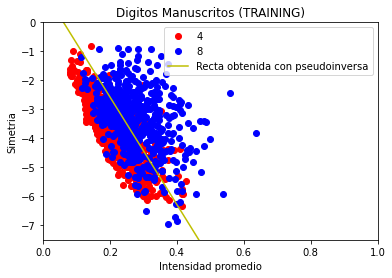 Digitos Manuscritos (TRAINING)
4
8
Recta obtenida con pseudoinversa
Simetria
0
−1
−2
−3
−4
−5
−6
−7
0.0 0.2 0.4 0.6 0.8 1.0
Intensidad promedio